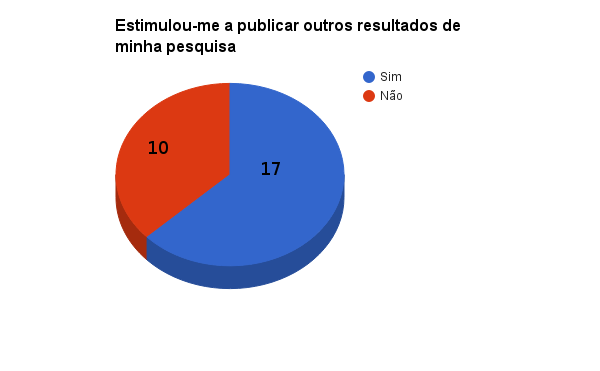 Estimulou-me a publicar outros resultados de
minha pesquisa
Sim
Não
10
17